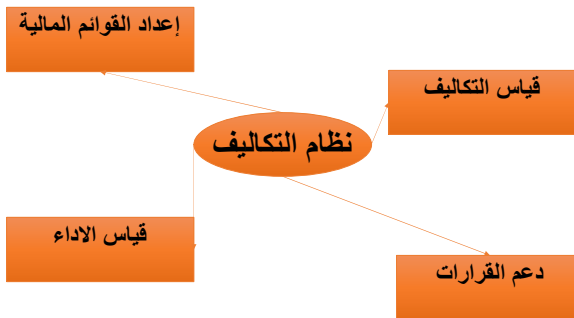 إعداد القوائم المالية
قياس التكاليف
نظام التكاليف
قياس الاداء
دعم القرارات